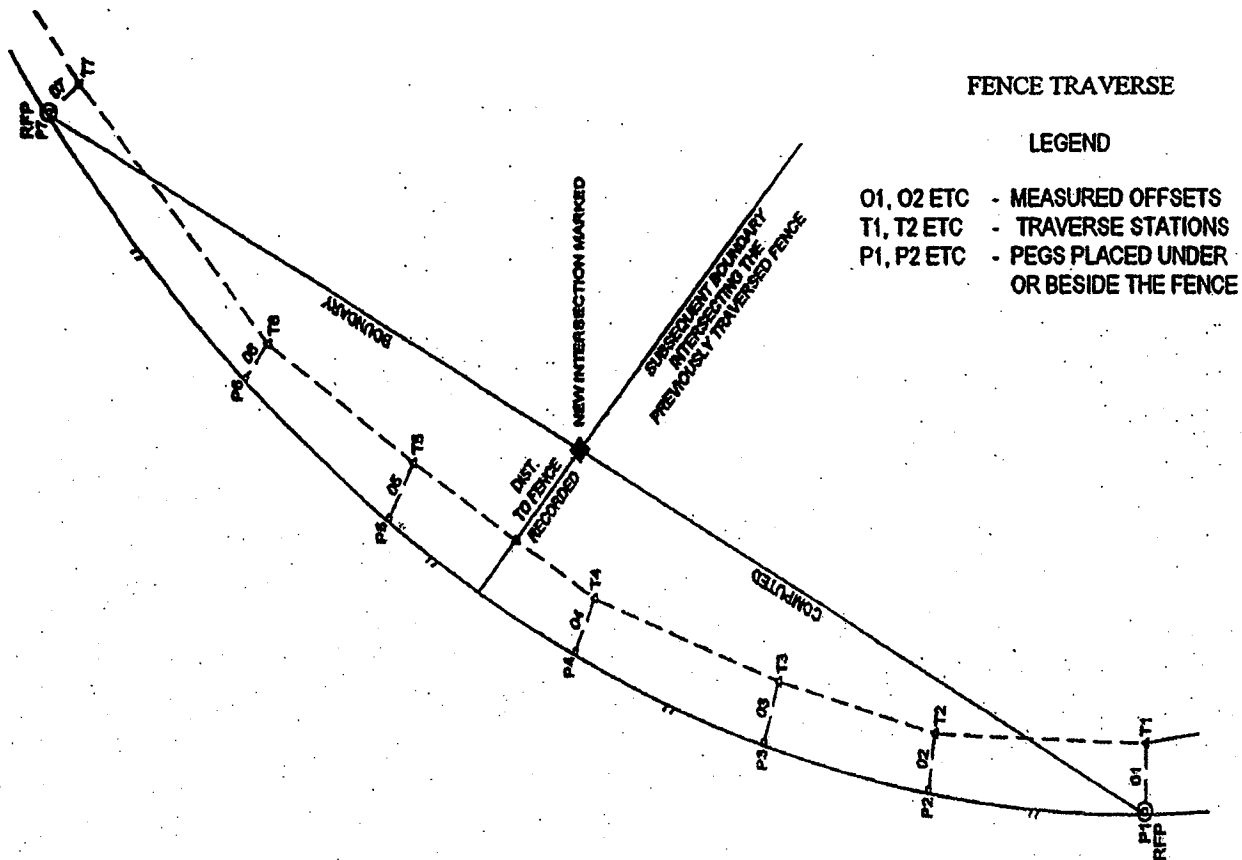 FENCE TRAVERSE
LEGEND
O1, O2 ETC - MEASURED OFFSETS
T1, T2 ETC - TRAVERSE STATIONS
P1, P2 ETC - PEGS PLACED UNDER
OR BESIDE THE FENCE
RFP
P7
O7
T7
P6
O6
T6
P5
O5
T5
P4
O4
T4
P3
O3
T3
P2
O2
T2
P1
RFP
O1
T1
BOUNDARY
COMPUTED
NEW INTERSECTION MARKED
DIST.
TO FENCE
RECORDED
SUBSEQUENT BOUNDARY
INTERSECTING THE
PREVIOUSLY TRAVERSED FENCE